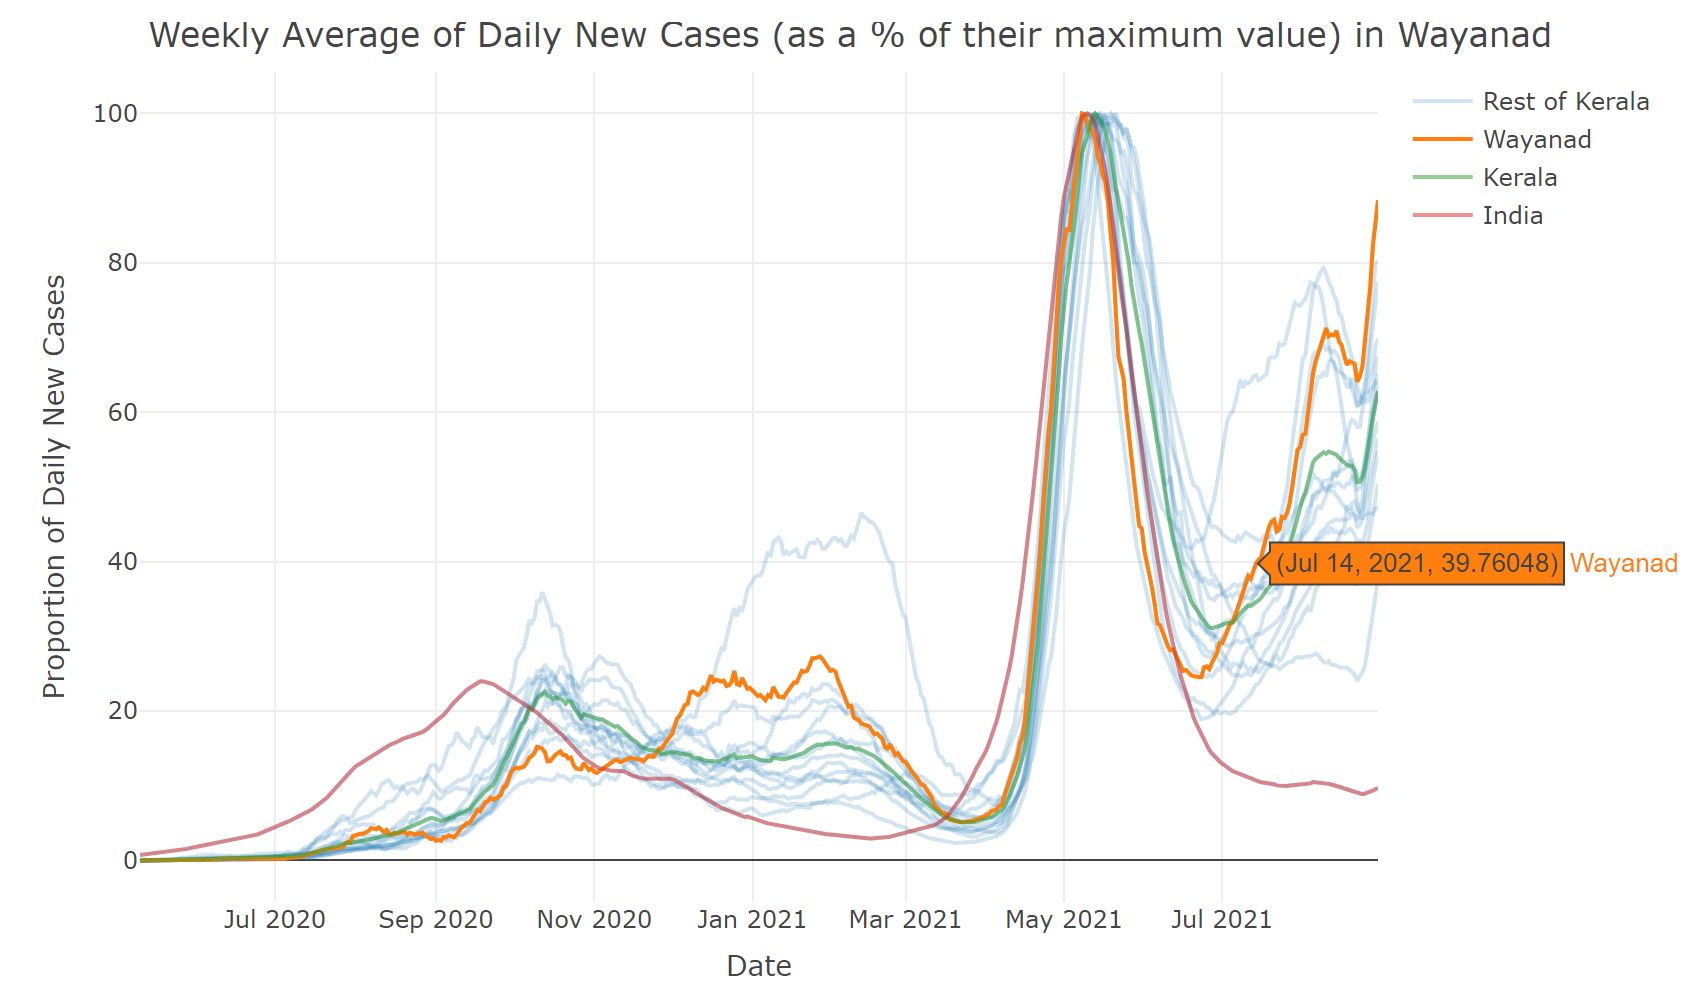 Weekly Average of Daily New Cases (as a % of their maximum value) in Wayanad
Rest of Kerala
Wayanad
Kerala
India
Proportion of Daily New Cases
100
80
60
40
20
0
(Jul 14, 2021, 39.76048) Wayanad
Jul 2020 Sep 2020 Nov 2020 Jan 2021 Mar 2021 May 2021 Jul 2021
Date